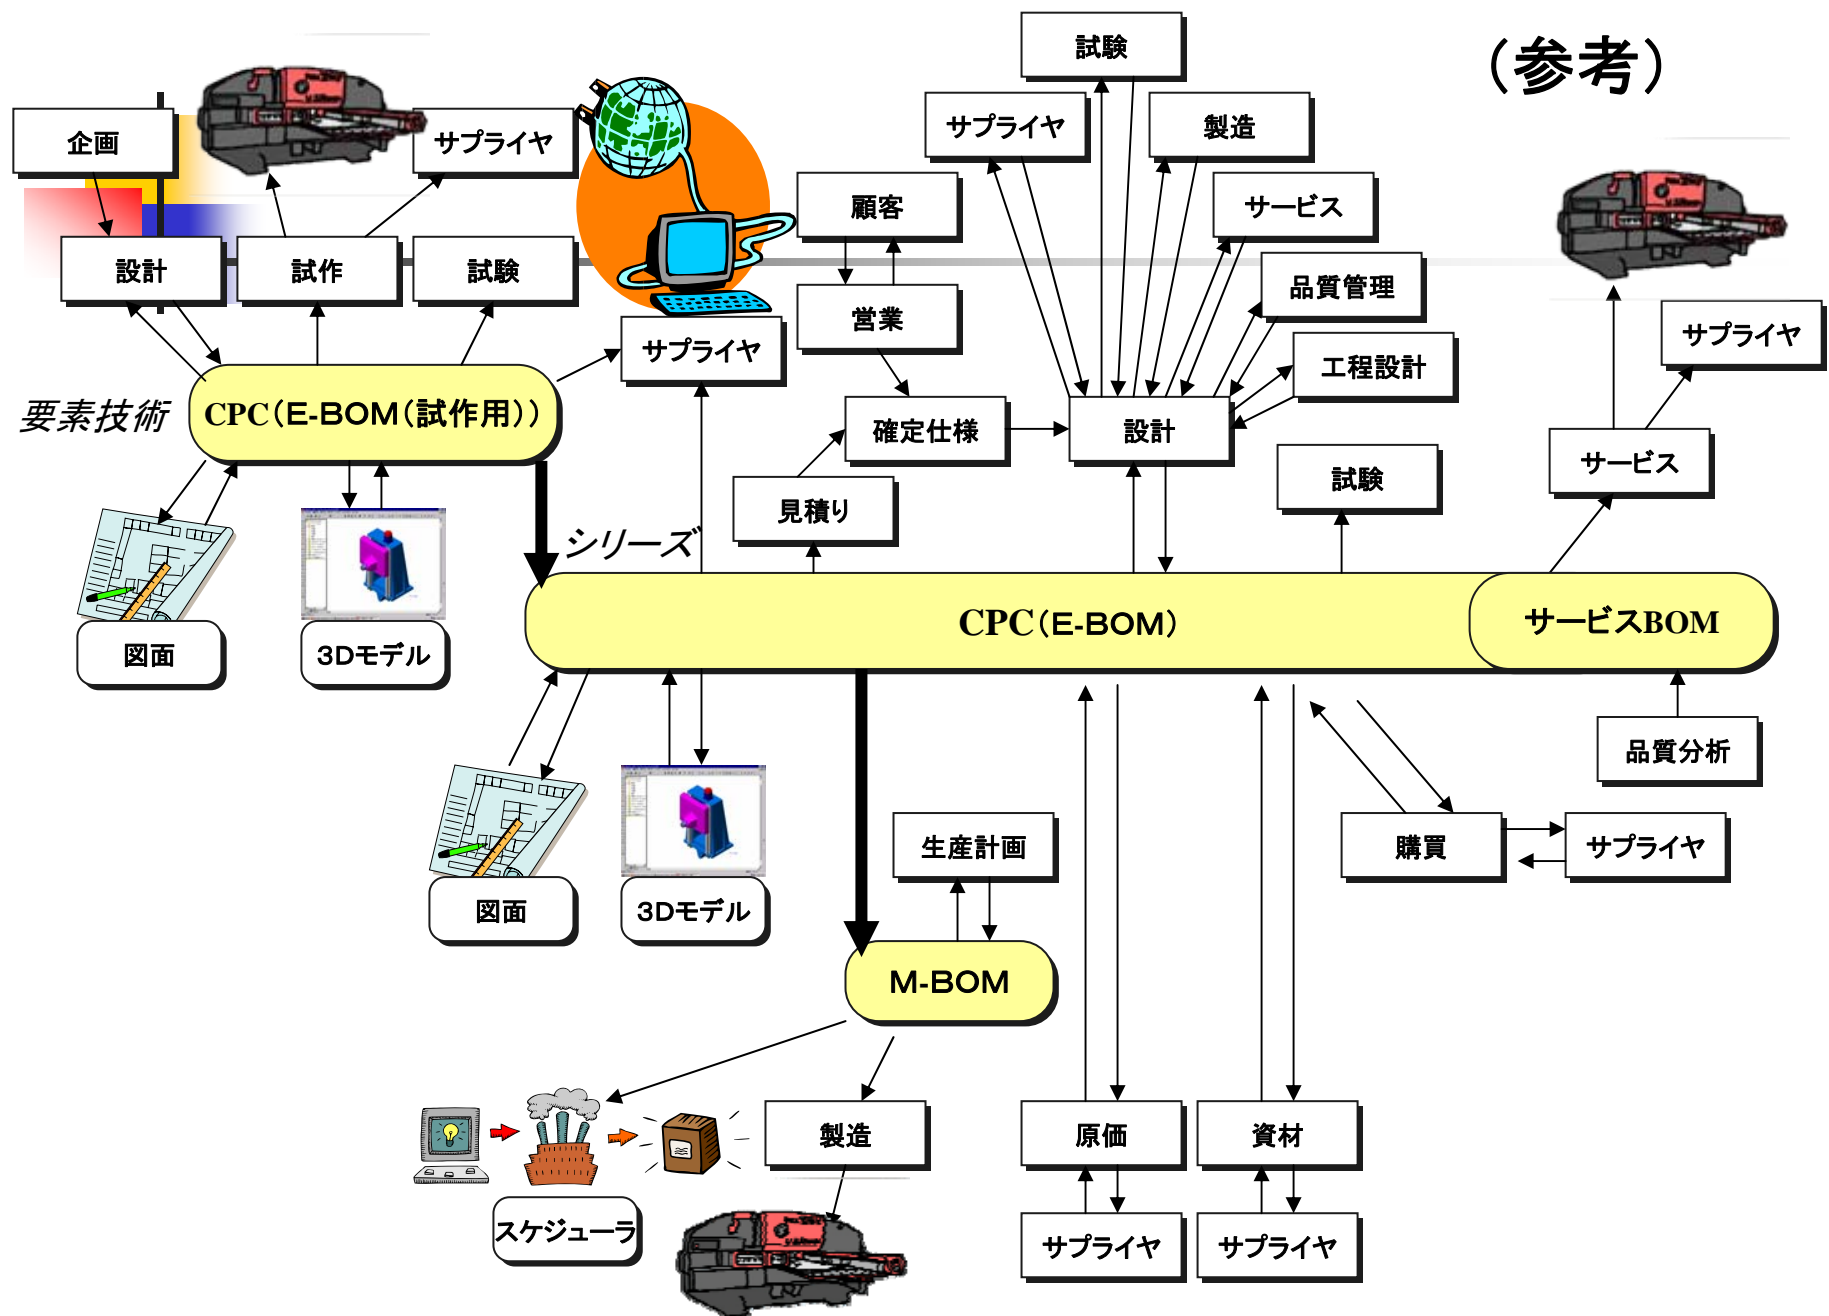 （参考）
試験
企画
サプライヤ
サプライヤ
製造
顧客
サービス
設計
試作
試験
品質管理
営業
サプライヤ
サプライヤ
工程設計
要素技術
CPC（E-BOM（試作用））
確定仕様
設計
サービス
見積り
試験
シリーズ
CPC（E-BOM）
サービスBOM
図面
3Dモデル
品質分析
生産計画
購買
サプライヤ
図面
3Dモデル
M-BOM
製造
原価
資材
スケジューラ
サプライヤ
サプライヤ